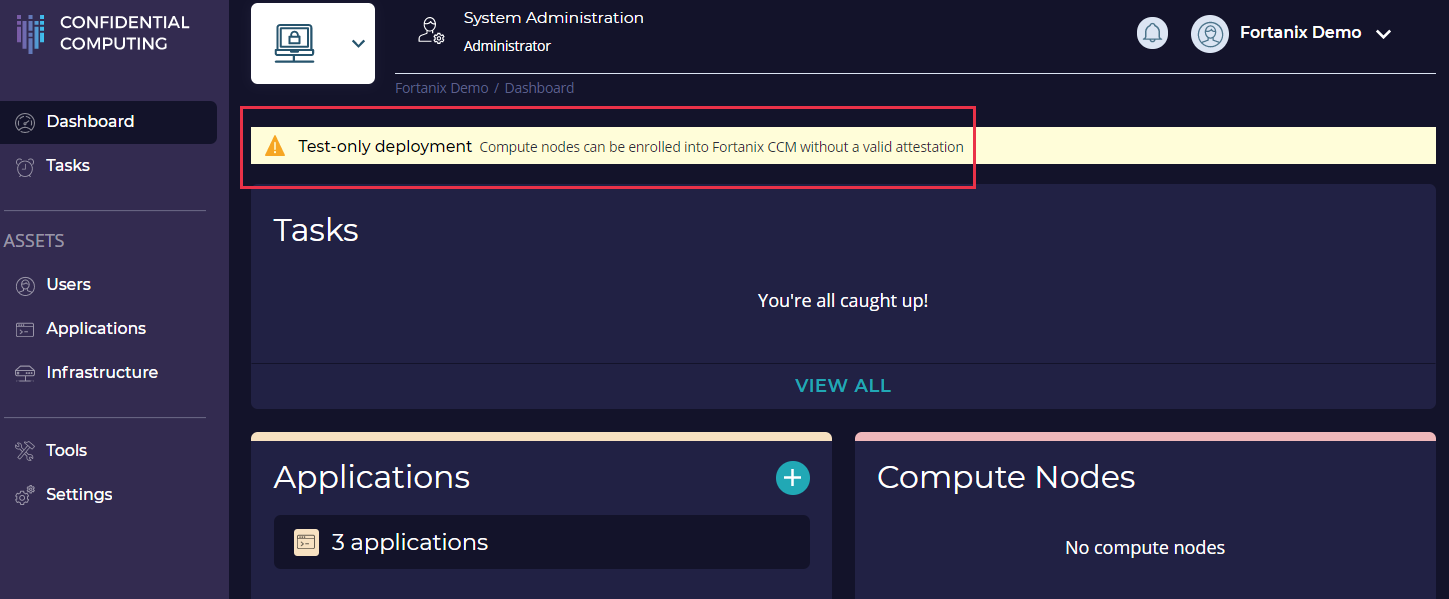 CONFIDENTIAL
COMPUTING
System Administration
Administrator
Fortanix Demo
Fortanix Demo / Dashboard
Dashboard
Tasks
ASSETS
Users
Applications
Infrastructure
Tools
Settings
Test-only deployment Compute nodes can be enrolled into Fortanix CCM without a valid attestation
Tasks
You're all caught up!
VIEW ALL
Applications
3 applications
Compute Nodes
No compute nodes